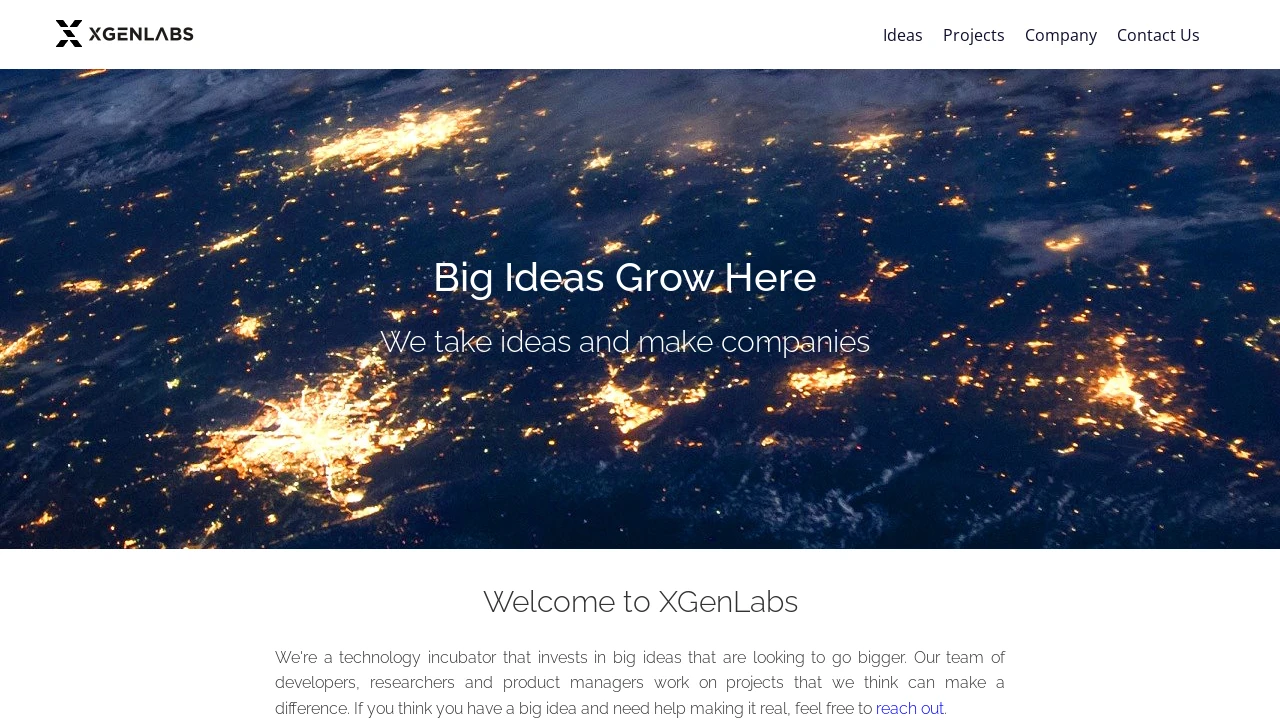 XGENLABS
Ideas Projects Company Contact Us
Big Ideas Grow Here
We take ideas and make companies
Welcome to XGenLabs
We're a technology incubator that invests in big ideas that are looking to go bigger. Our team of
developers, researchers and product managers work on projects that we think can make a
difference. If you think you have a big idea and need help making it real, feel free to reach out.